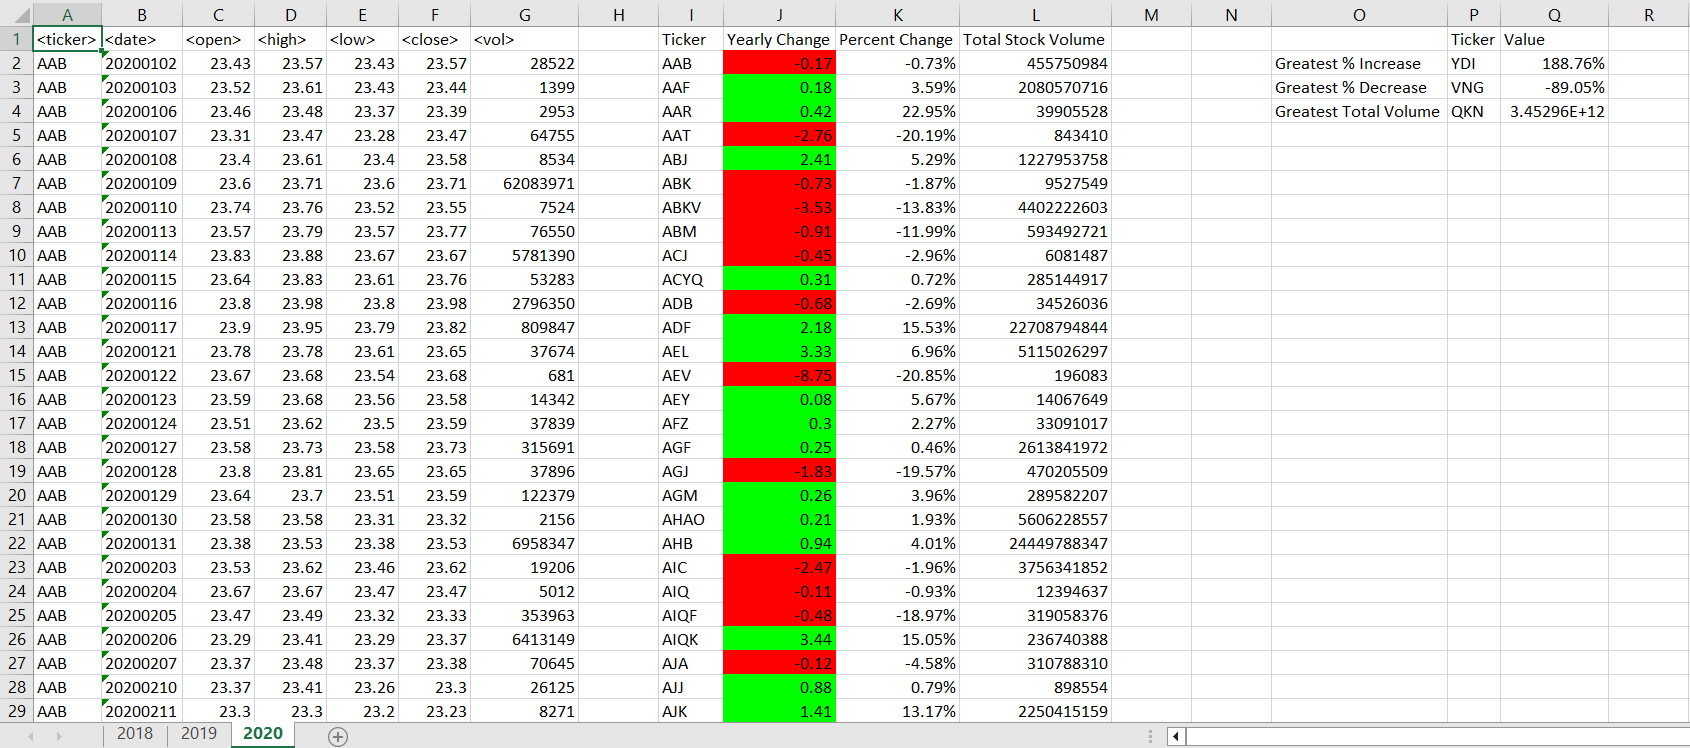 A B C D E F G H I J K L M N O P Q R
1 <ticker> <date> <open> <high> <low> <close> <vol> Ticker Yearly Change Percent Change Total Stock Volume Ticker Value
2 AAB 20200102 23.43 23.57 23.43 23.57 28522 AAB -0.17 -0.73% 455750984 Greatest % Increase YDI 188.76%
3 AAB 20200103 23.52 23.61 23.43 23.44 1399 AAF 0.18 3.59% 2080570716 Greatest % Decrease VNG -89.05%
4 AAB 20200106 23.46 23.48 23.37 23.39 2953 AAR 0.42 22.95% 39905528 Greatest Total Volume QKN 3.45296E+12
5 AAB 20200107 23.31 23.47 23.28 23.47 64755 AAT -2.76 -20.19% 843410
6 AAB 20200108 23.4 23.61 23.4 23.58 8534 ABJ 2.41 5.29% 1227953758
7 AAB 20200109 23.6 23.71 23.6 23.71 62083971 ABK -0.73 -1.87% 9527549
8 AAB 20200110 23.74 23.76 23.52 23.55 7524 ABKV -3.53 -13.83% 4402222603
9 AAB 20200113 23.57 23.79 23.57 23.77 76550 ABM -0.91 -11.99% 593492721
10 AAB 20200114 23.83 23.88 23.67 23.67 5781390 ACJ -0.45 -2.96% 6081487
11 AAB 20200115 23.64 23.83 23.61 23.76 53283 ACYQ 0.31 0.72% 285144917
12 AAB 20200116 23.8 23.98 23.8 23.98 2796350 ADB -0.68 -2.69% 34526036
13 AAB 20200117 23.9 23.95 23.79 23.82 809847 ADF 2.18 15.53% 22708794844
14 AAB 20200121 23.78 23.78 23.61 23.65 37674 AEL 3.33 6.96% 5115026297
15 AAB 20200122 23.67 23.68 23.54 23.68 681 AEV -8.75 -20.85% 196083
16 AAB 20200123 23.59 23.68 23.56 23.58 14342 AEY 0.08 5.67% 14067649
17 AAB 20200124 23.51 23.62 23.5 23.59 37839 AFZ 0.3 2.27% 33091017
18 AAB 20200127 23.58 23.73 23.58 23.73 315691 AGF 0.25 0.46% 2613841972
19 AAB 20200128 23.8 23.81 23.65 23.65 37896 AGJ -1.83 -19.57% 470205509
20 AAB 20200129 23.64 23.7 23.51 23.59 122379 AGM 0.26 3.96% 289582207
21 AAB 20200130 23.58 23.58 23.31 23.32 2156 AHAO 0.21 1.93% 5606228557
22 AAB 20200131 23.38 23.53 23.38 23.53 6958347 AHB 0.94 4.01% 24449788347
23 AAB 20200203 23.53 23.62 23.46 23.62 19206 AIC -2.47 -1.96% 3756341852
24 AAB 20200204 23.67 23.67 23.47 23.47 5012 AIQ -0.11 -0.93% 12394637
25 AAB 20200205 23.47 23.49 23.32 23.33 353963 AIQF -0.48 -18.97% 319058376
26 AAB 20200206 23.29 23.41 23.29 23.37 6413149 AIQK 3.44 15.05% 236740388
27 AAB 20200207 23.37 23.48 23.37 23.38 70645 AJA -0.12 -4.58% 310788310
28 AAB 20200210 23.37 23.41 23.26 23.3 26125 AJJ 0.88 0.79% 898554
29 AAB 20200211 23.3 23.3 23.2 23.23 8271 AJK 1.41 13.17% 2250415159
2018 2019 2020